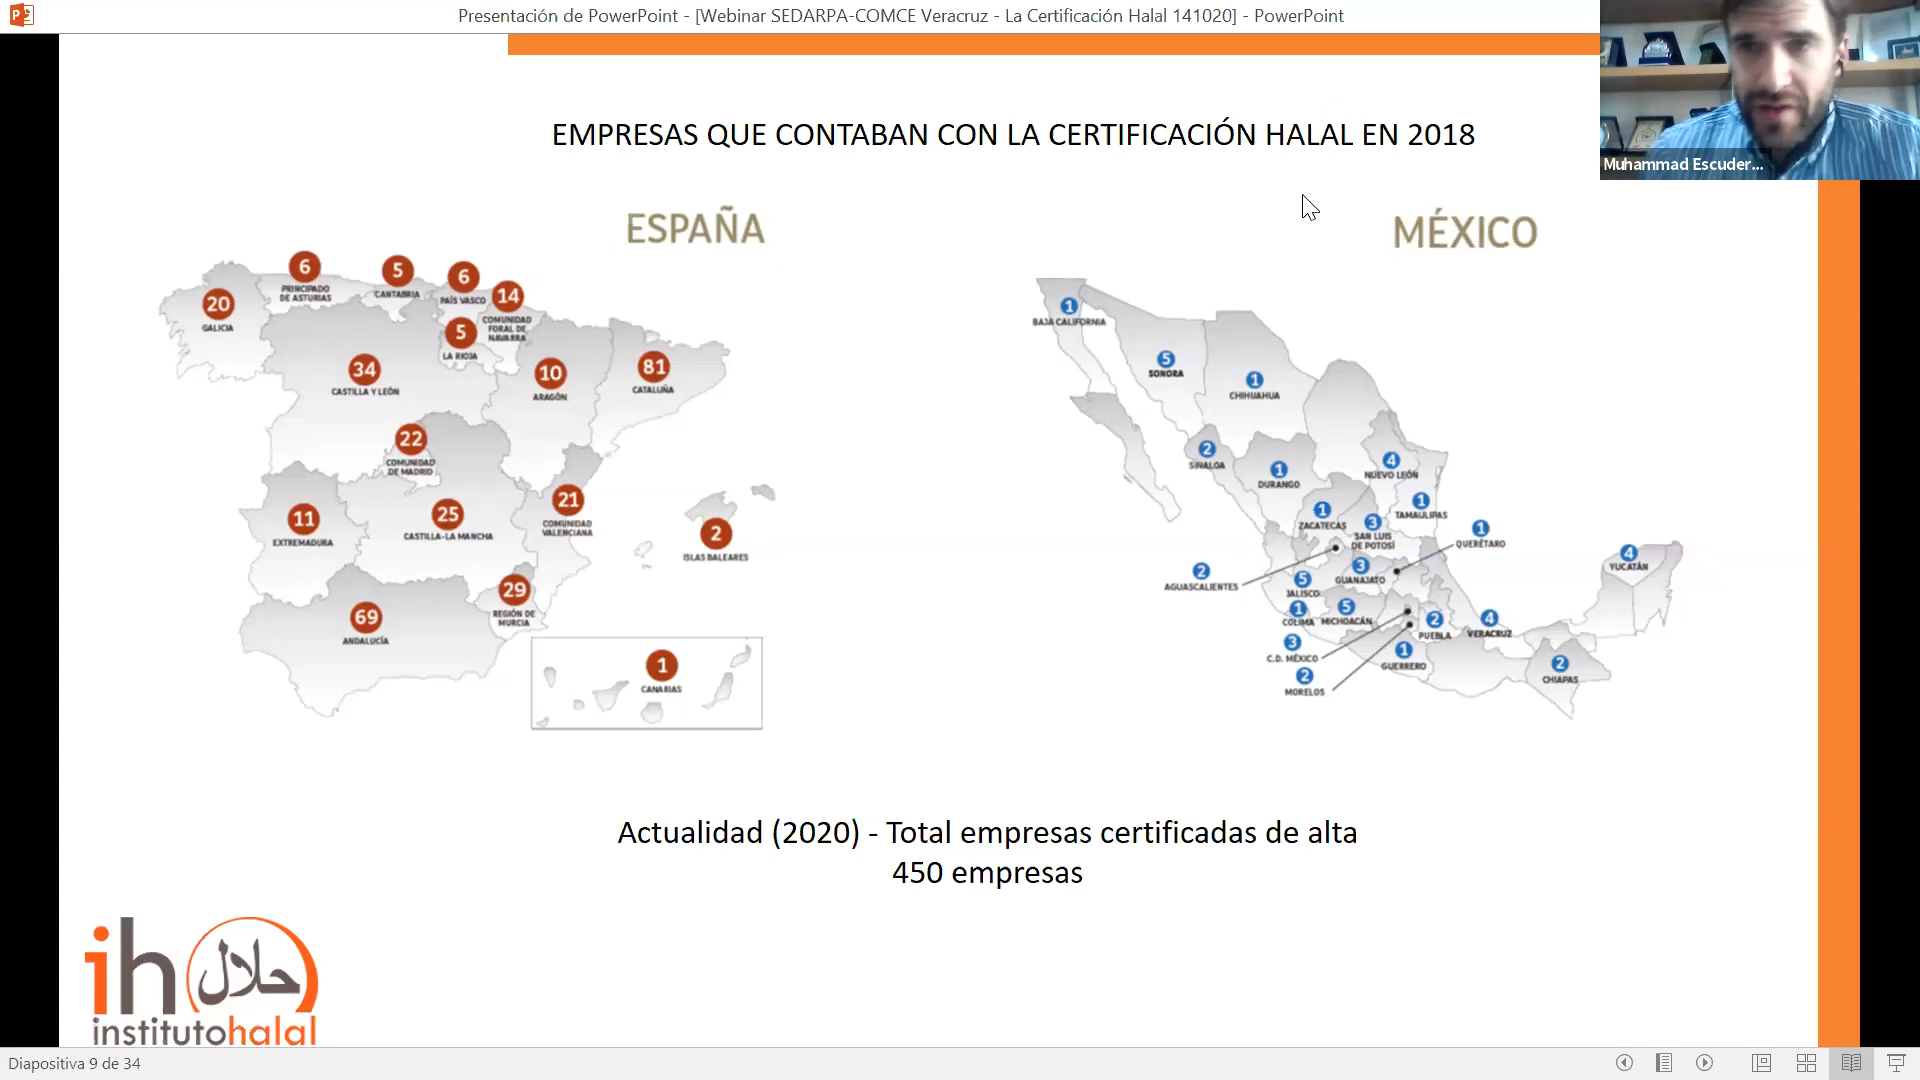 Presentación de PowerPoint - [Webinar SEDARPA-COMCE Veracruz - La Certificación Halal 141020] - PowerPoint
Muhammad Escuder...
EMPRESAS QUE CONTABAN CON LA CERTIFICACIÓN HALAL EN 2018
ESPAÑA
20
GALICIA
6
PRINCIPADO
DE ASTURIAS
5
CANTABRIA
6
PAÍS VASCO
14
COMUNIDAD
FORAL DE
NAVARRA
5
LA RIOJA
34
CASTILLA Y LEÓN
10
ARAGÓN
81
CATALUÑA
22
COMUNIDAD
DE MADRID
11
EXTREMADURA
25
CASTILLA-LA MANCHA
21
COMUNIDAD
VALENCIANA
2
ISLAS BALEARES
29
REGIÓN DE
MURCIA
69
ANDALUCÍA
1
CANARIAS
MÉXICO
1
BAJA CALIFORNIA
5
SONORA
1
CHIHUAHUA
2
SINALOA
1
DURANGO
4
NUEVO LEÓN
1
TAMAULIPAS
1
ZACATECAS
3
SAN LUIS
DE POTOSÍ
1
QUERÉTARO
2
AGUASCALIENTES
5
JALISCO
3
GUANAJATO
4
YUCATÁN
1
COLIMA
5
MICHOACÁN
2
PUEBLA
4
VERACRUZ
3
C.D. MÉXICO
1
GUERRERO
2
MORELOS
2
CHIAPAS
Actualidad (2020) - Total empresas certificadas de alta
450 empresas
ih حلال
institutohalal
Diapositiva 9 de 34